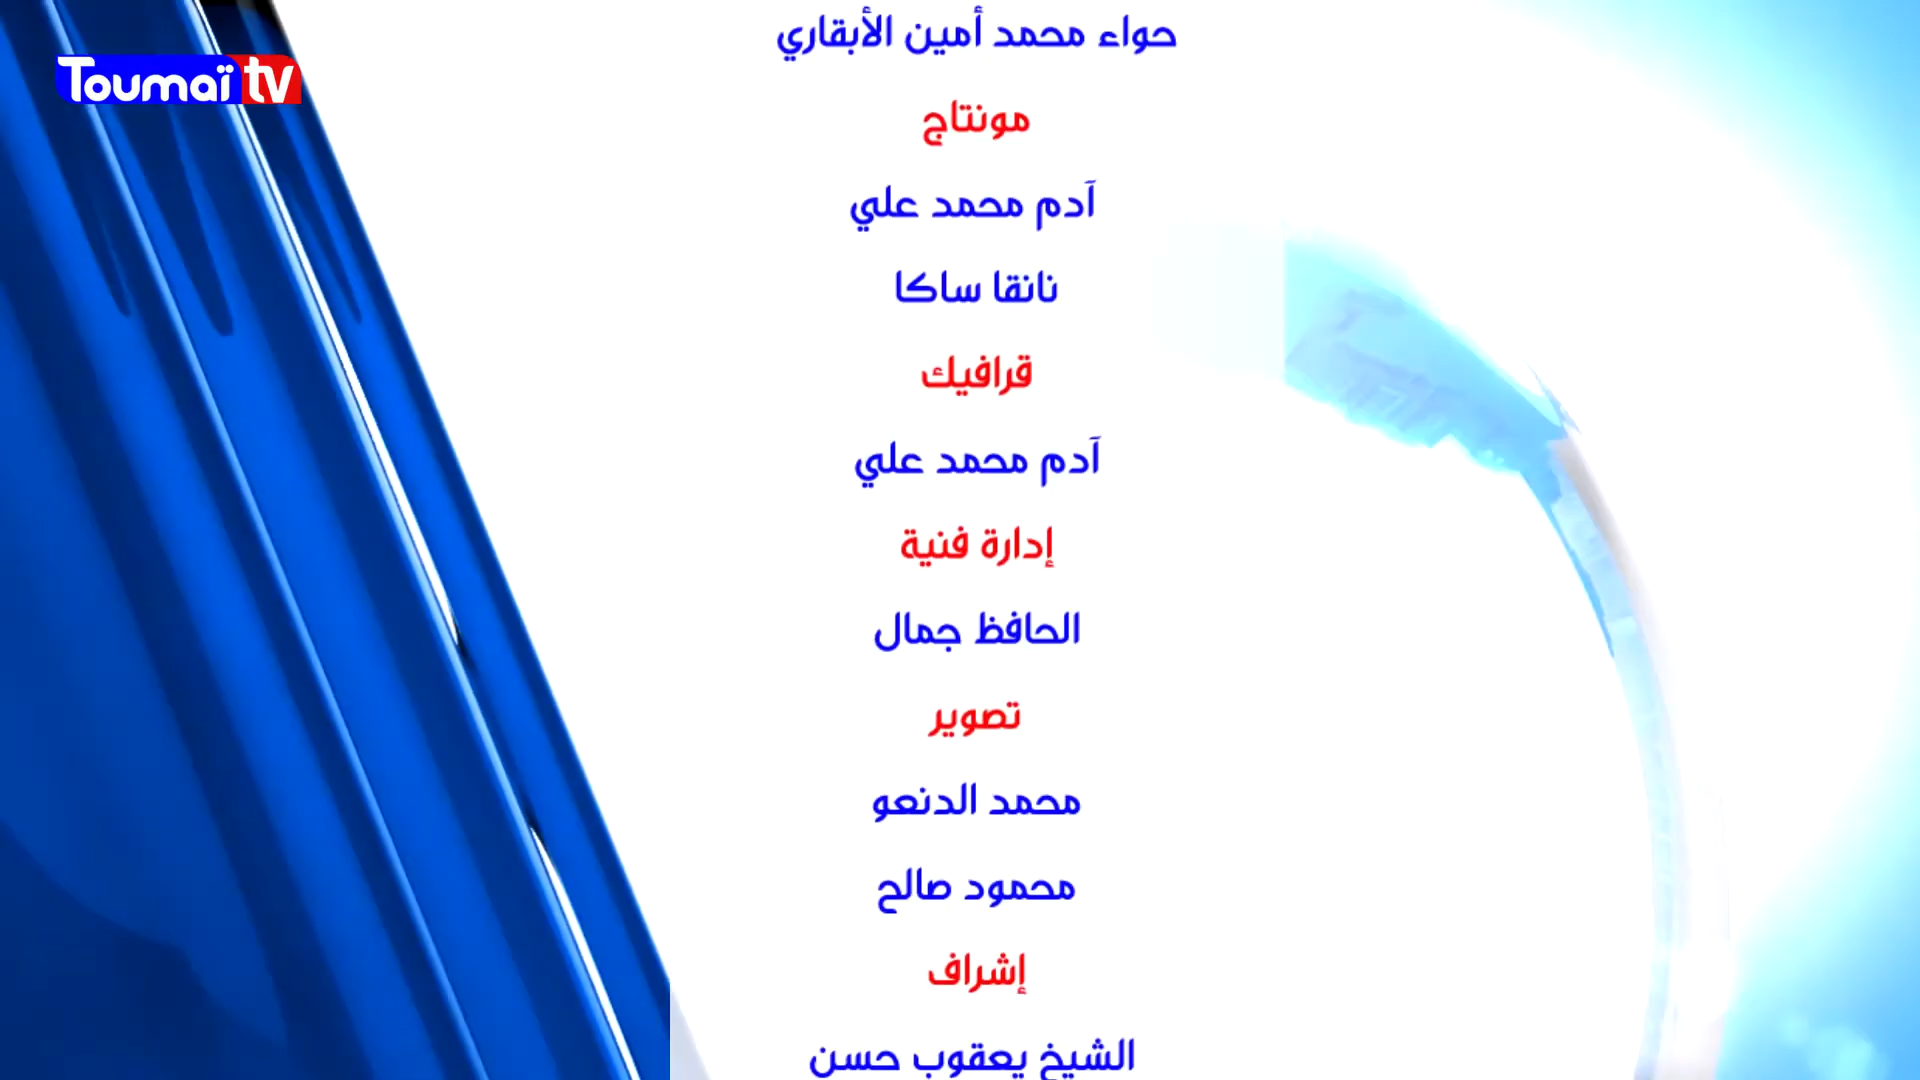 Toumaï tv
حواء محمد أمين الأبقاري
مونتاج
آدم محمد علي
نانقا ساكا
قرافيك
آدم محمد علي
إدارة فنية
الحافظ جمال
تصوير
محمد الدنعو
محمود صالح
إشراف
الشيخ يعقوب حسن